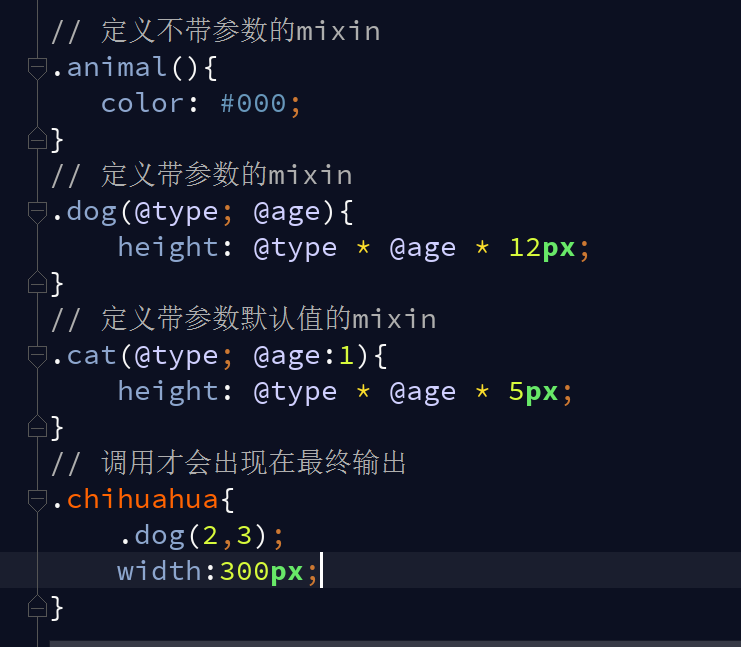 // 定义不带参数的mixin
.animal(){
   color: #000;
}
// 定义带参数的mixin
.dog(@type; @age){
    height: @type * @age * 12px;
}
// 定义带参数默认值的mixin
.cat(@type; @age:1){
    height: @type * @age * 5px;
}
// 调用才会出现在最终输出
.chihuahua{
    .dog(2,3);
    width:300px;
}